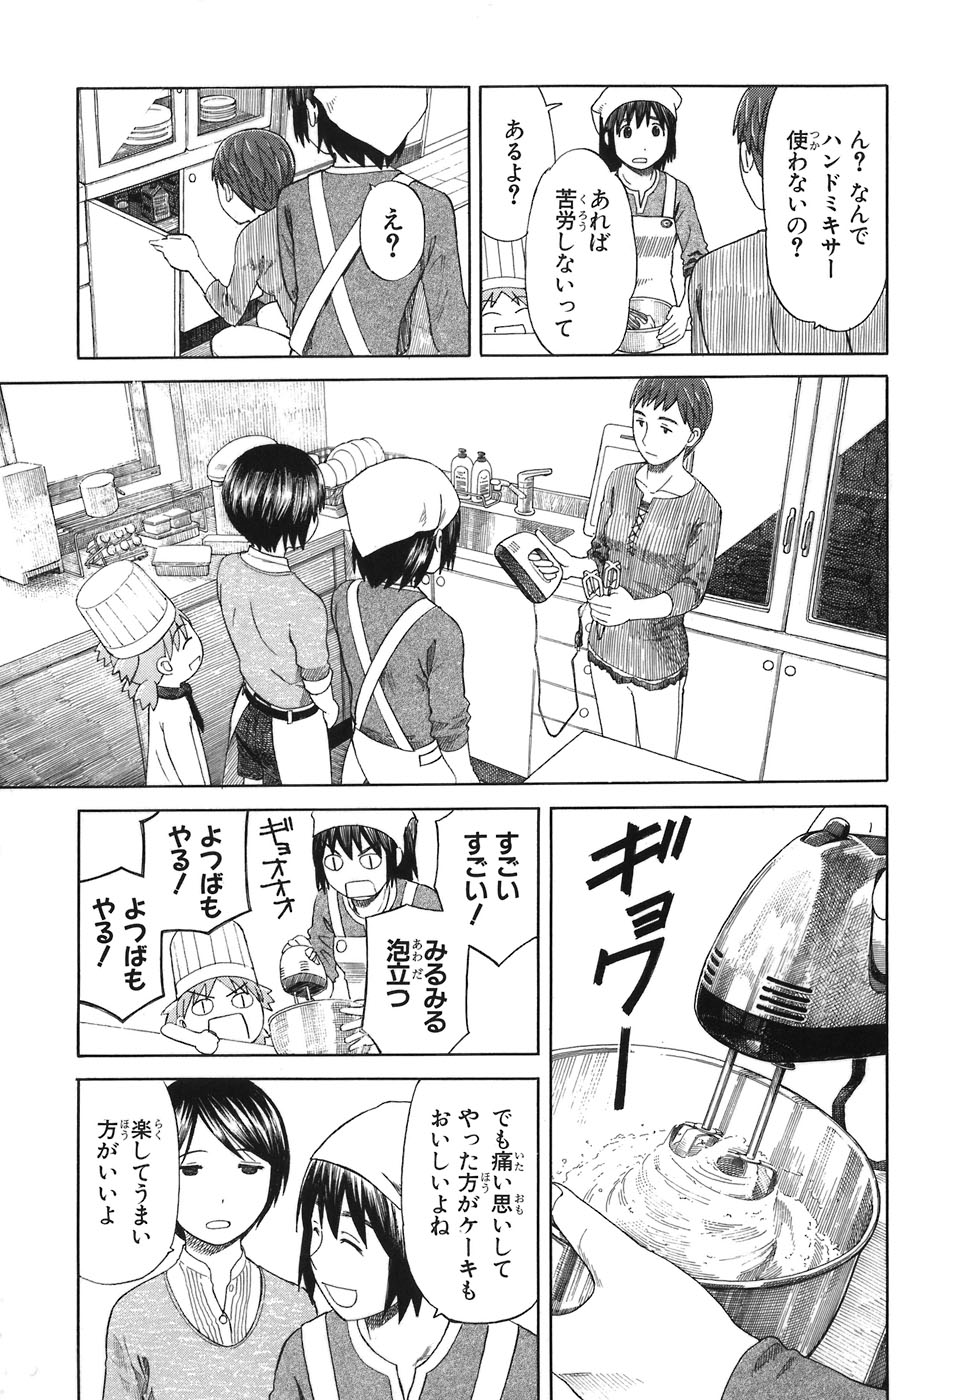 ん？なんで
ハンドミキサー
使わないの？
あれば
苦労しないって
あるよ？
え？
ギョワー
すごい
すごい！
みるみる
泡立つ
ギョオオオオ
よつばも
やる！
よつばも
やる！
でも痛い思いして
やった方がケーキも
おいしいよね
楽してうまい
方がいいよ